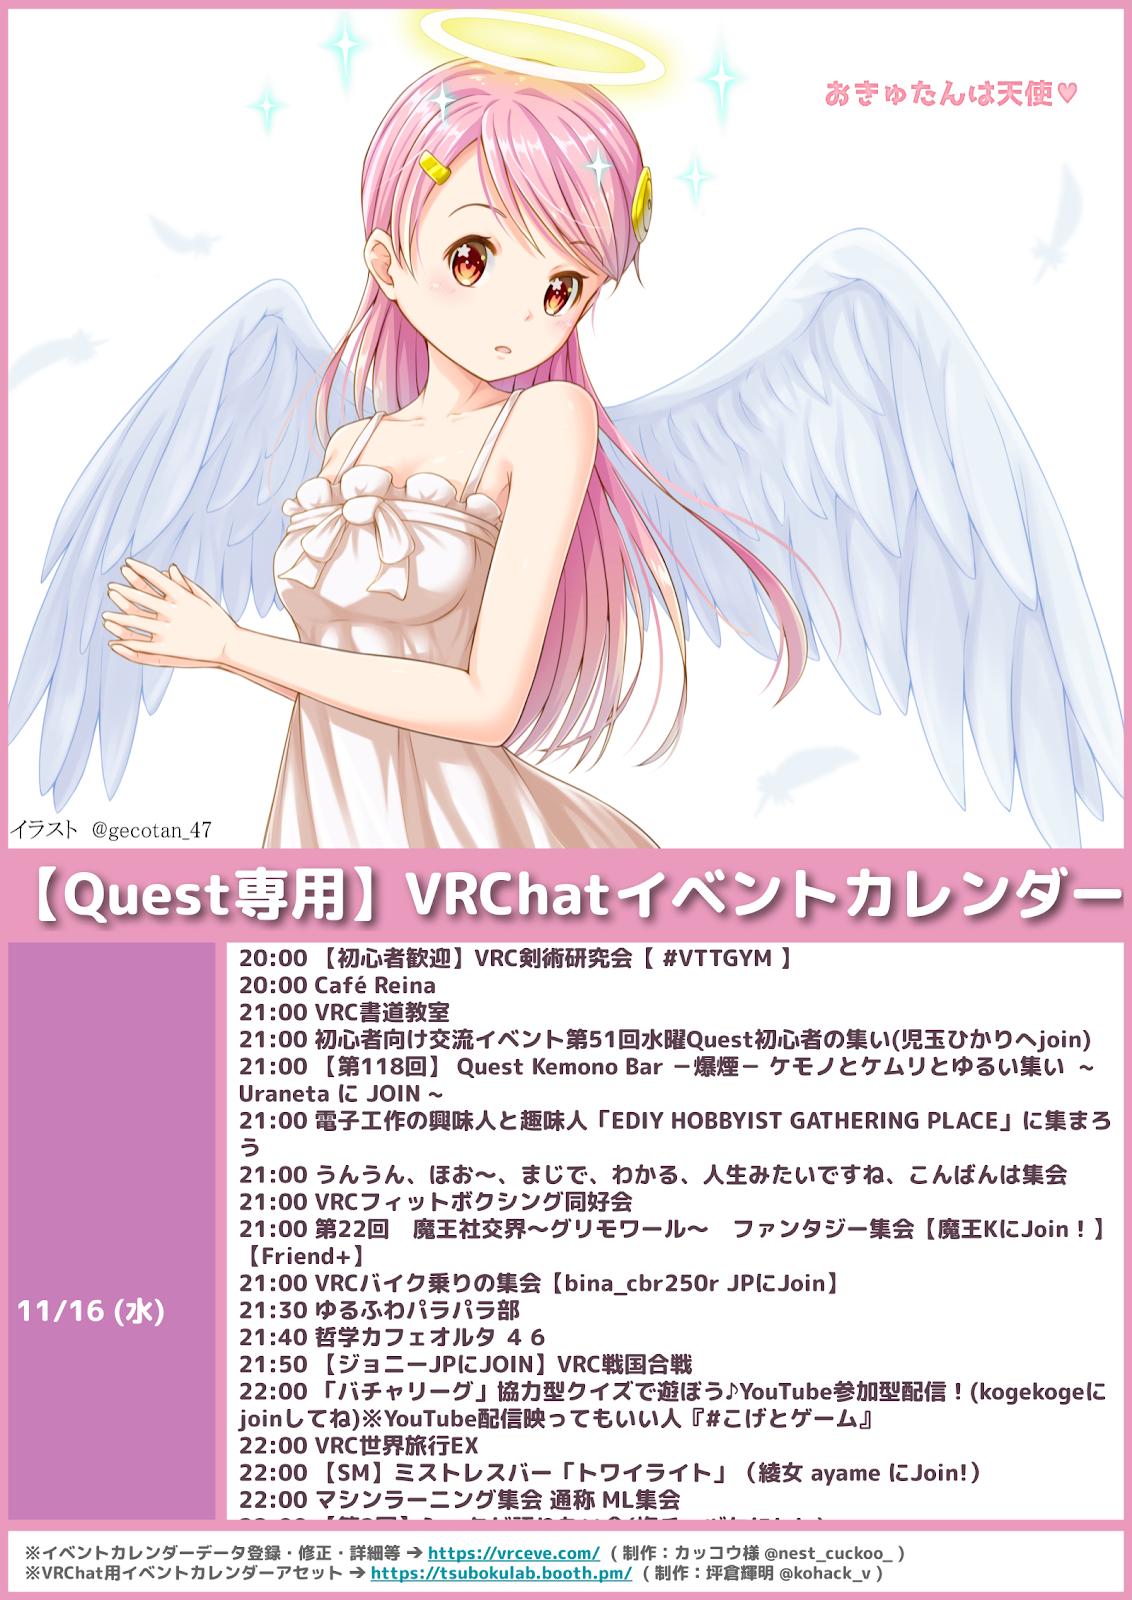 おきゅたんは天使♥
イラスト @gecotan_47
【Quest専用】VRChatイベントカレンダー
11/16 (水)
20:00 【初心者歓迎】VRC剣術研究会【 #VTTGYM 】
20:00 Café Reina
21:00 VRC書道教室
21:00 初心者向け交流イベント第51回水曜Quest初心者の集い(児玉ひかりへjoin)
21:00 【第118回】 Quest Kemono Bar －爆煙－ ケモノとケムリとゆるい集い ～
Uraneta に JOIN ~
21:00 電子工作の興味人と趣味人「EDIY HOBBYIST GATHERING PLACE」に集まろ
う
21:00 うんうん、ほお～、まじで、わかる、人生みたいですね、こんばんは集会
21:00 VRCフィットボクシング同好会
21:00 第22回　魔王社交界～グリモワール～　ファンタジー集会【魔王KにJoin！】
【Friend+】
21:00 VRCバイク乗りの集会【bina_cbr250r JPにJoin】
21:30 ゆるふわパラパラ部
21:40 哲学カフェオルタ ４６
21:50 【ジョニーJPにJOIN】VRC戦国合戦
22:00 「バチャリーグ」協力型クイズで遊ぼう♪YouTube参加型配信！(kogekogeに
joinしてね)※YouTube配信映ってもいい人『#こげとゲーム』
22:00 VRC世界旅行EX
22:00 【SM】ミストレスバー「トワイライト」（綾女 ayame にJoin!）
22:00 マシンラーニング集会 通称 ML集会
※イベントカレンダーデータ登録・修正・詳細等 ➔ https://vrceve.com/ ( 制作：カッコウ様 @nest_cuckoo_ )
※VRChat用イベントカレンダーアセット ➔ https://tsubokulab.booth.pm/ ( 制作：坪倉輝明 @kohack_v )